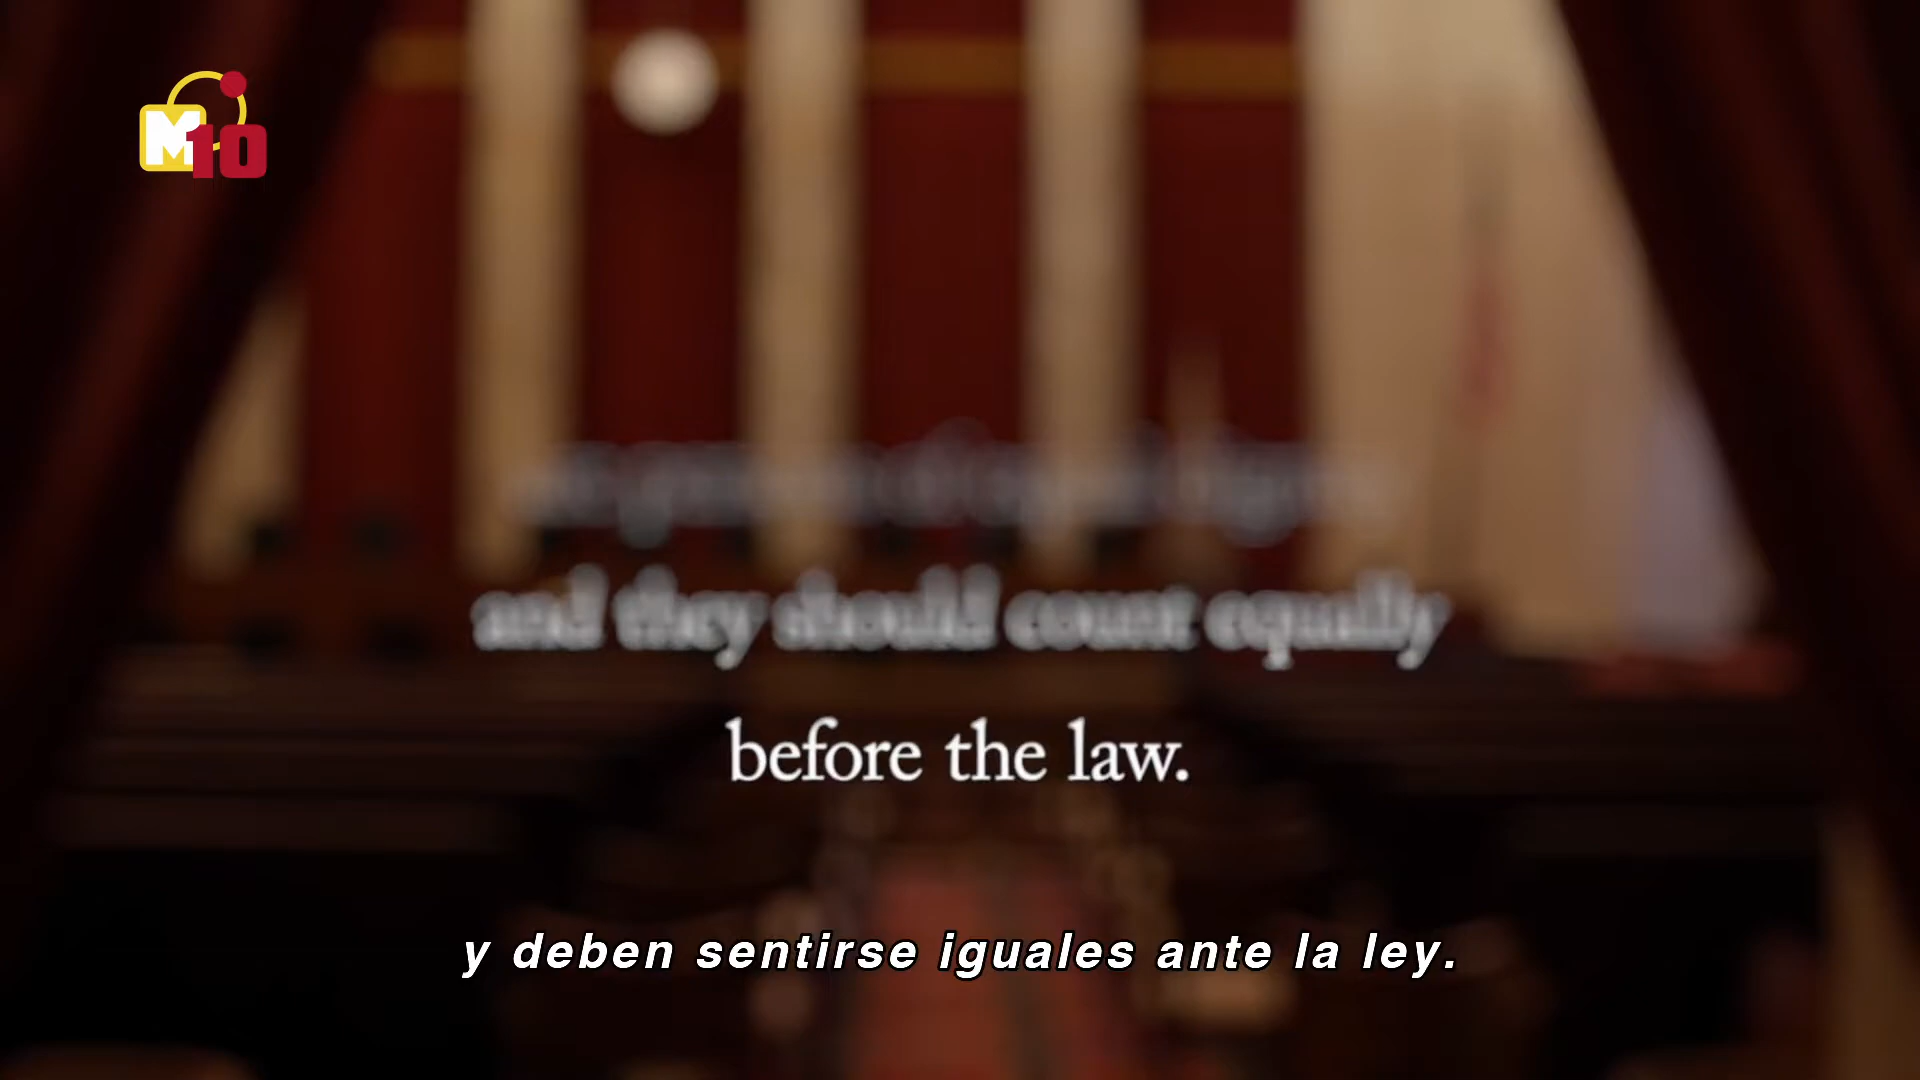 M10
and they should count equally
before the law.
y deben sentirse iguales ante la ley.